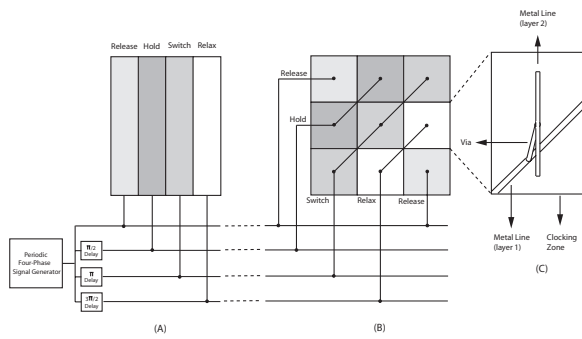 Release Hold Switch Relax
Periodic
Four-Phase
Signal Generator
π/2
Delay
π
Delay
3π/2
Delay
(A)
Release
Hold
Switch
Relax
Release
(B)
Metal Line
(layer 2)
Via
Metal Line
(layer 1)
Clocking
Zone
(C)